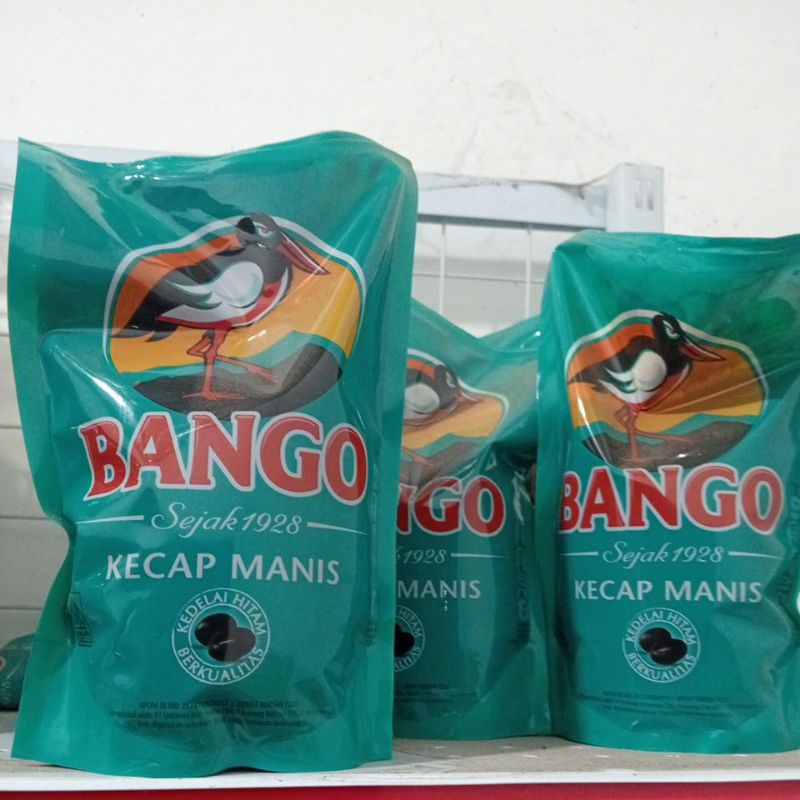 BANGO
Sejak 1928
KECAP MANIS
KEDELAI HITAM
BERKUALITAS
NGO
1928
MANIS
HITAM
BANGO
Sejak 1928
KECAP MANIS
KEDELAI HITAM
BERKUALITAS